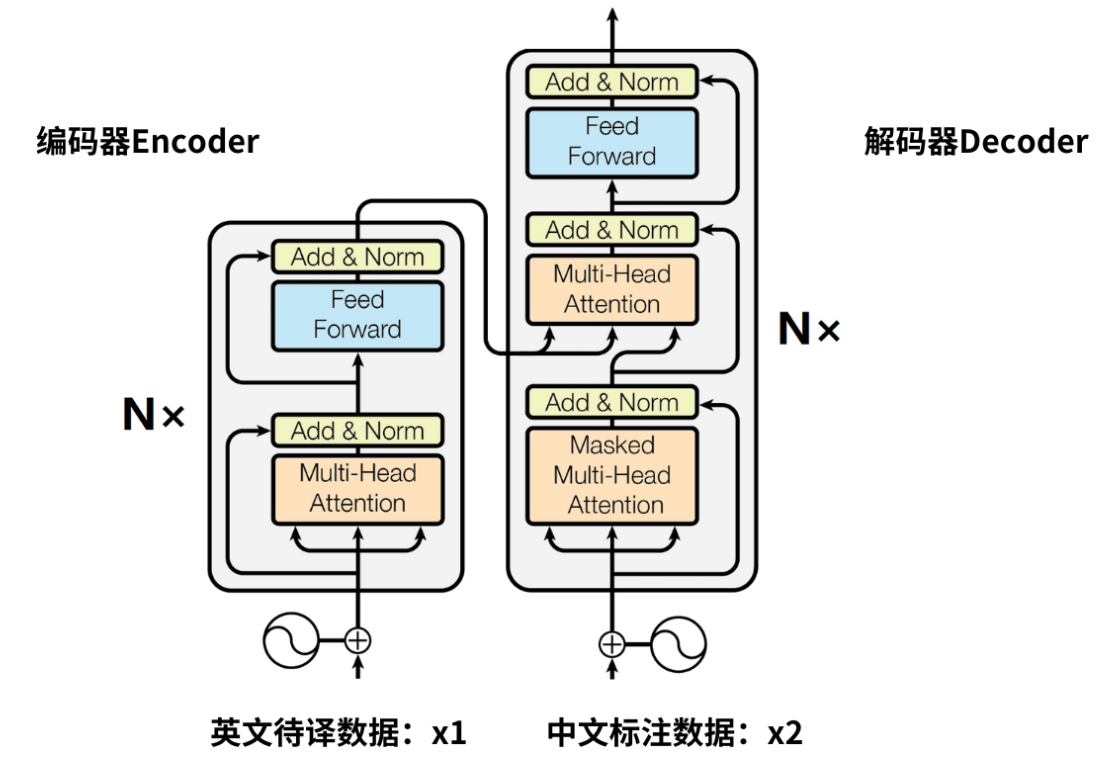 编码器Encoder
Add & Norm
Feed
Forward
Add & Norm
Multi-Head
Attention
N×
英文待译数据：x1
解码器Decoder
Add & Norm
Feed
Forward
Add & Norm
Multi-Head
Attention
Add & Norm
Masked
Multi-Head
Attention
N×
中文标注数据：x2